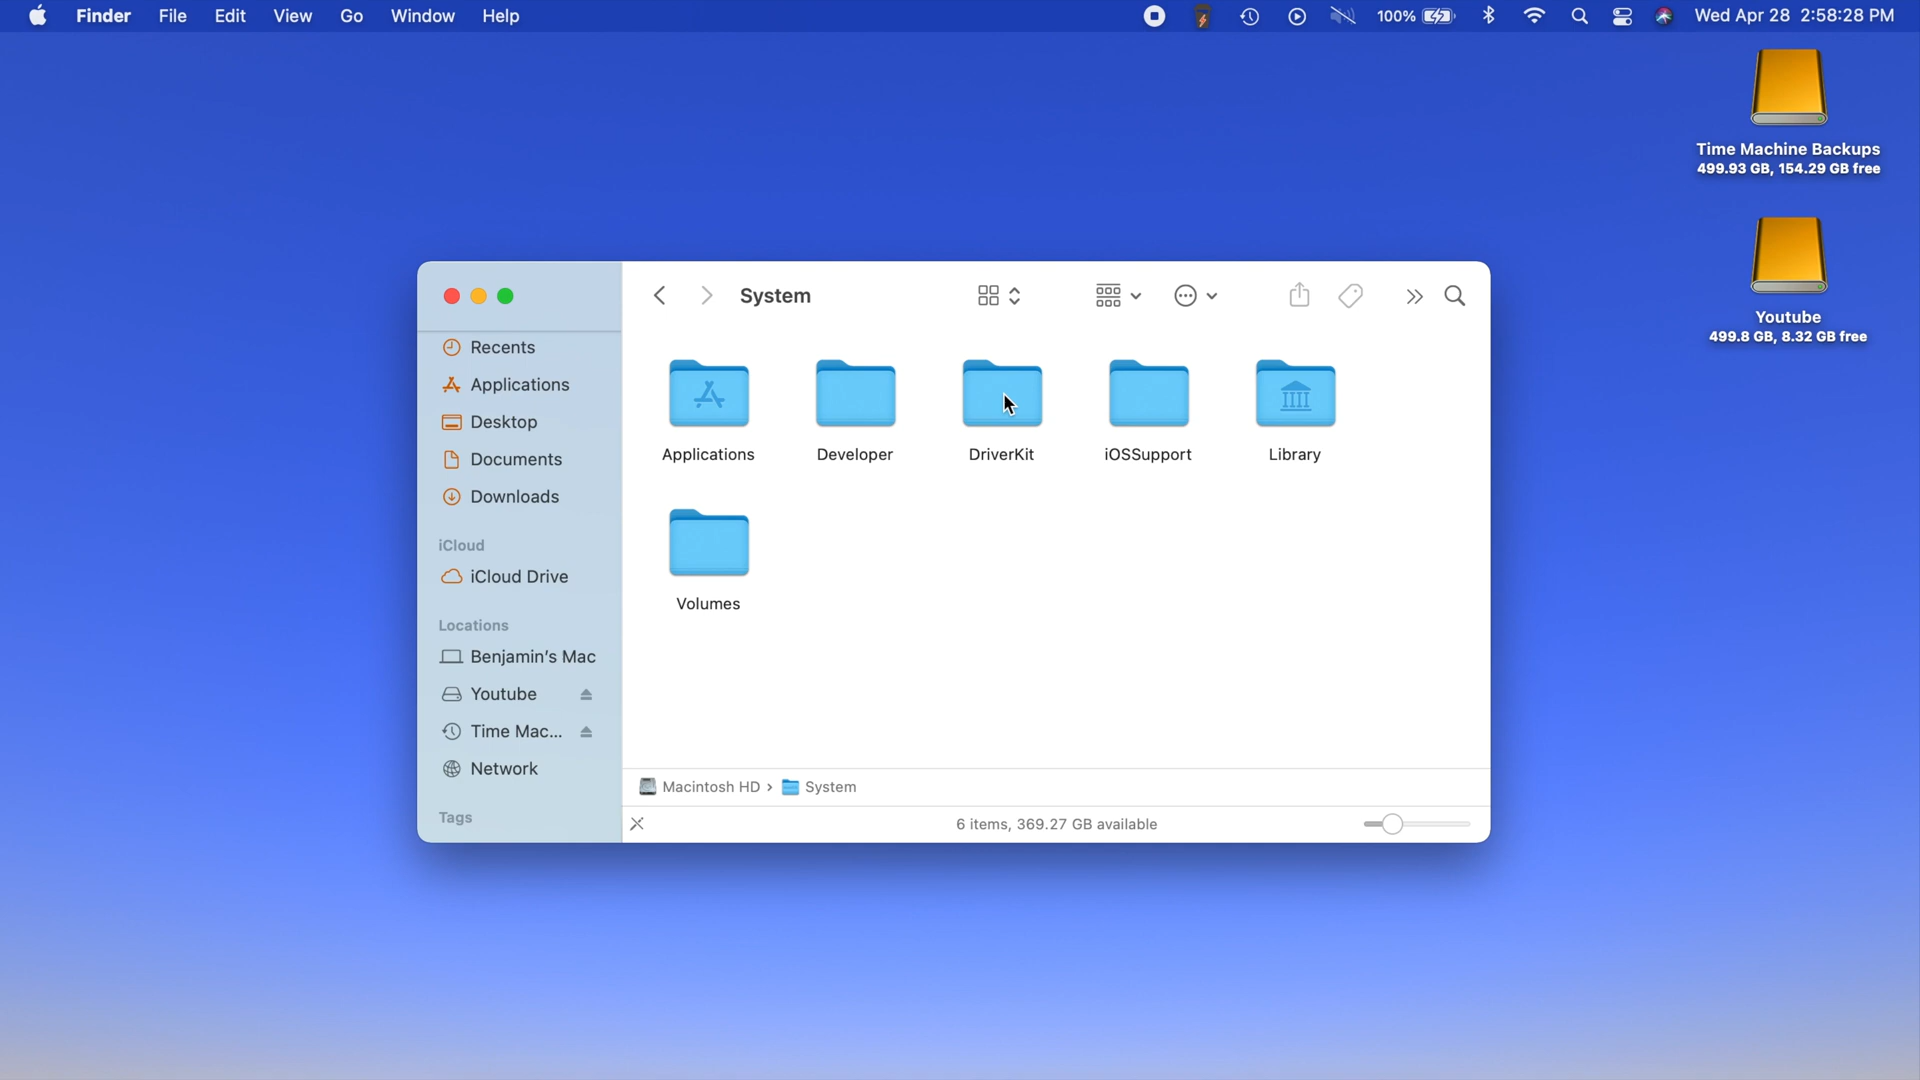 Finder File Edit View Go Window Help 100% Wed Apr 28 2:58:28 PM
Time Machine Backups
499.93 GB, 154.29 GB free
Youtube
499.8 GB, 8.32 GB free
System
Recents
Applications
Desktop
Documents
Downloads
iCloud
iCloud Drive
Locations
Benjamin's Mac
Youtube
Time Mac...
Network
Tags
Applications Developer DriverKit iOSSupport Library
Volumes
Macintosh HD › System
6 items, 369.27 GB available